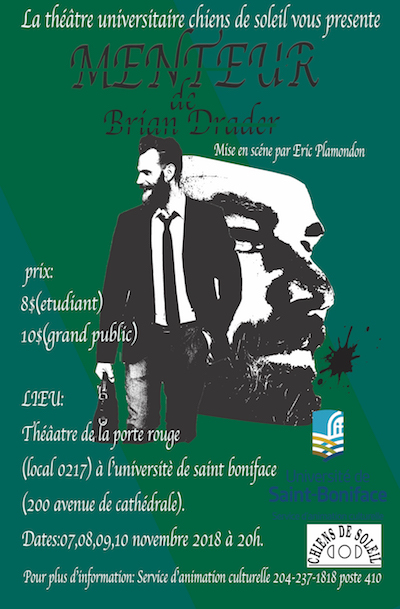 La théâtre universitaire chiens de soleil vous presente
MENTEUR
de
Brian Drader
Mise en scéne par Eric Plamondon
prix:
8$(etudiant)
10$(grand public)
LIEU:
Théâatre de la porte rouge
(local 0217) à l'université de saint boniface
(200 avenue de cathédrale).
Dates:07,08,09,10 novembre 2018 à 20h.
Université de
Saint-Boniface
CHIENS DE SOLEIL
Pour plus d'information: Service d'animation culturelle 204-237-1818 poste 410